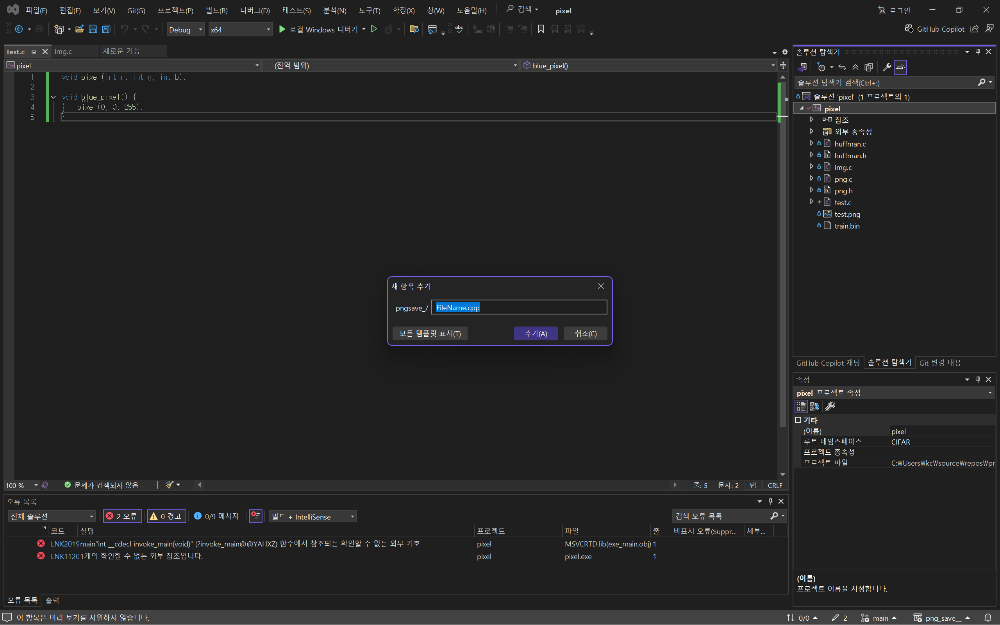 파일(F) 편집(E) 보기(V) Git(G) 프로젝트(P) 빌드(B) 디버그(D) 테스트(S) 분석(N) 도구(T) 확장(X) 창(W) 도움말(H) 검색 pixel 로그인
Debug x64 로컬 Windows 디버거 abc GitHub Copilot
test.c img.c 새로운 기능
pixel (전역 범위) blue_pixel()
1 void pixel(int r, int g, int b);
2
3 void blue_pixel() {
4 pixel(0, 0, 255);
5 }
솔루션 탐색기
솔루션 탐색기 검색(Ctrl+;)
솔루션 'pixel' (1 프로젝트의 1)
pixel
참조
외부 종속성
huffman.c
huffman.h
img.c
png.c
png.h
test.c
test.png
train.bin
새 항목 추가
pngsave_/ FileName.cpp
모든 템플릿 표시(T) 추가(A) 취소(C)
GitHub Copilot 채팅 솔루션 탐색기 Git 변경 내용
속성
pixel 프로젝트 속성
기타
(이름) pixel
루트 네임스페이스 CIFAR
프로젝트 종속성
프로젝트 파일 C:₩Users₩kc₩source₩repos₩pr
(이름)
프로젝트 이름을 지정합니다.
100 % 문제가 검색되지 않음 줄: 5 문자: 2 탭 CRLF
오류 목록
전체 솔루션 2 오류 0 경고 0/9 메시지 빌드 + IntelliSense 검색 오류 목록
코드 설명 프로젝트 파일 줄 비표시 오류(Suppr... 세부...
LNK2019 main"int __cdecl invoke_main(void)" (?invoke_main@@YAHXZ) 함수에서 참조되는 확인할 수 없는 외부 기호 pixel MSVCRTD.lib(exe_main.obj) 1
LNK1120 1개의 확인할 수 없는 외부 참조입니다. pixel pixel.exe 1
오류 목록 출력
이 항목은 미리 보기를 지원하지 않습니다. 0/0 2 main png_save__